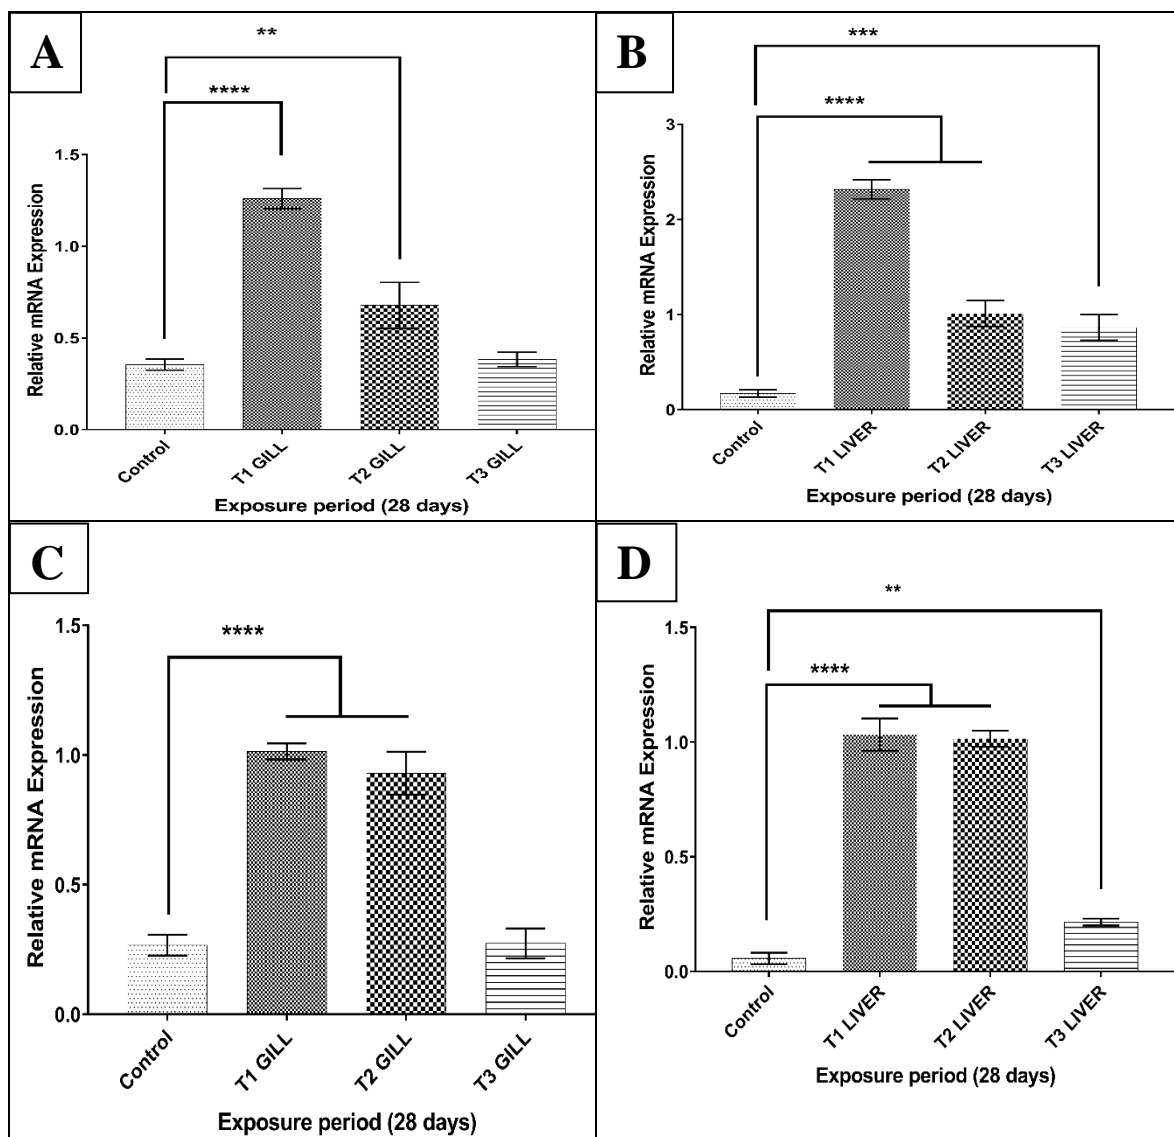 A
**
****
1.5
1.0
0.5
0.0
Relative mRNA Expression
Control
T1 GILL
T2 GILL
T3 GILL
Exposure period (28 days)
B
***
****
3
2
1
0
Relative mRNA Expression
Control
T1 LIVER
T2 LIVER
T3 LIVER
Exposure period (28 days)
C
****
1.5
1.0
0.5
0.0
Relative mRNA Expression
Control
T1 GILL
T2 GILL
T3 GILL
Exposure period (28 days)
D
**
****
1.5
1.0
0.5
0.0
Relative mRNA Expression
Control
T1 LIVER
T2 LIVER
T3 LIVER
Exposure period (28 days)